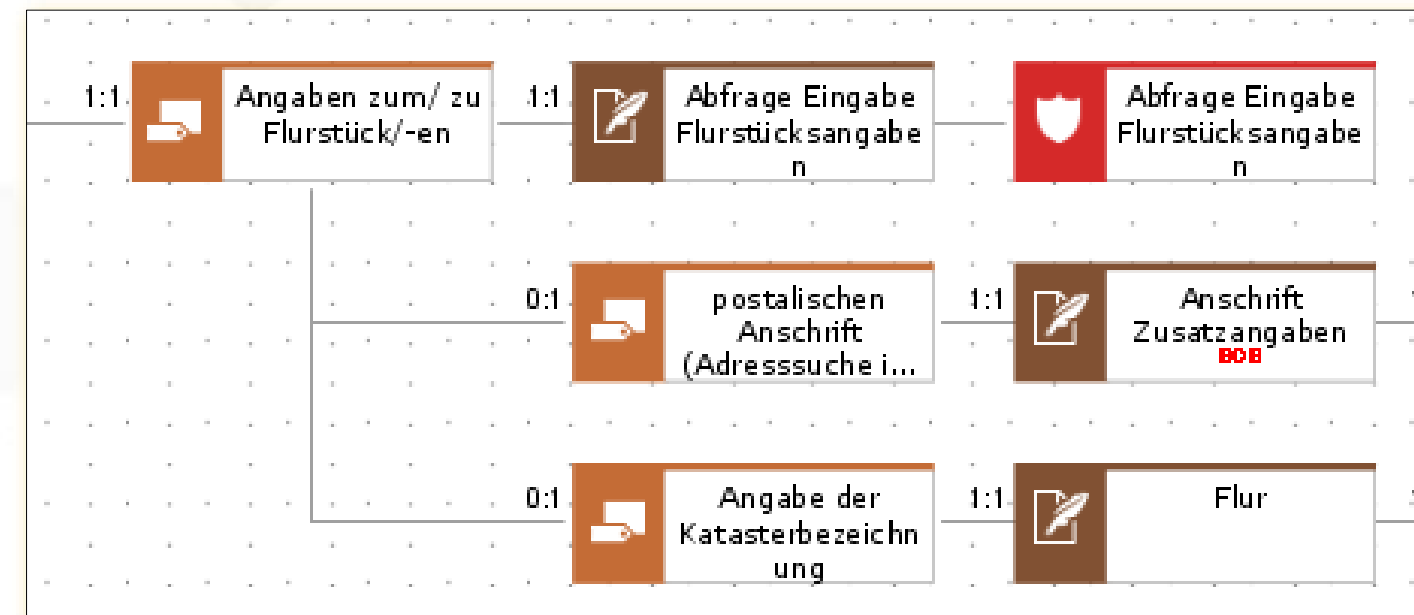 1:1
Angaben zum/ zu
Flurstück/-en
1:1
Abfrage Eingabe
Flurstücksangabe
n
Abfrage Eingabe
Flurstücksangabe
n
0:1
postalischen
Anschrift
(Adresssuche i...
1:1
Anschrift
Zusatzangaben
BOB
0:1
Angabe der
Katasterbezeichn
ung
1:1
Flur